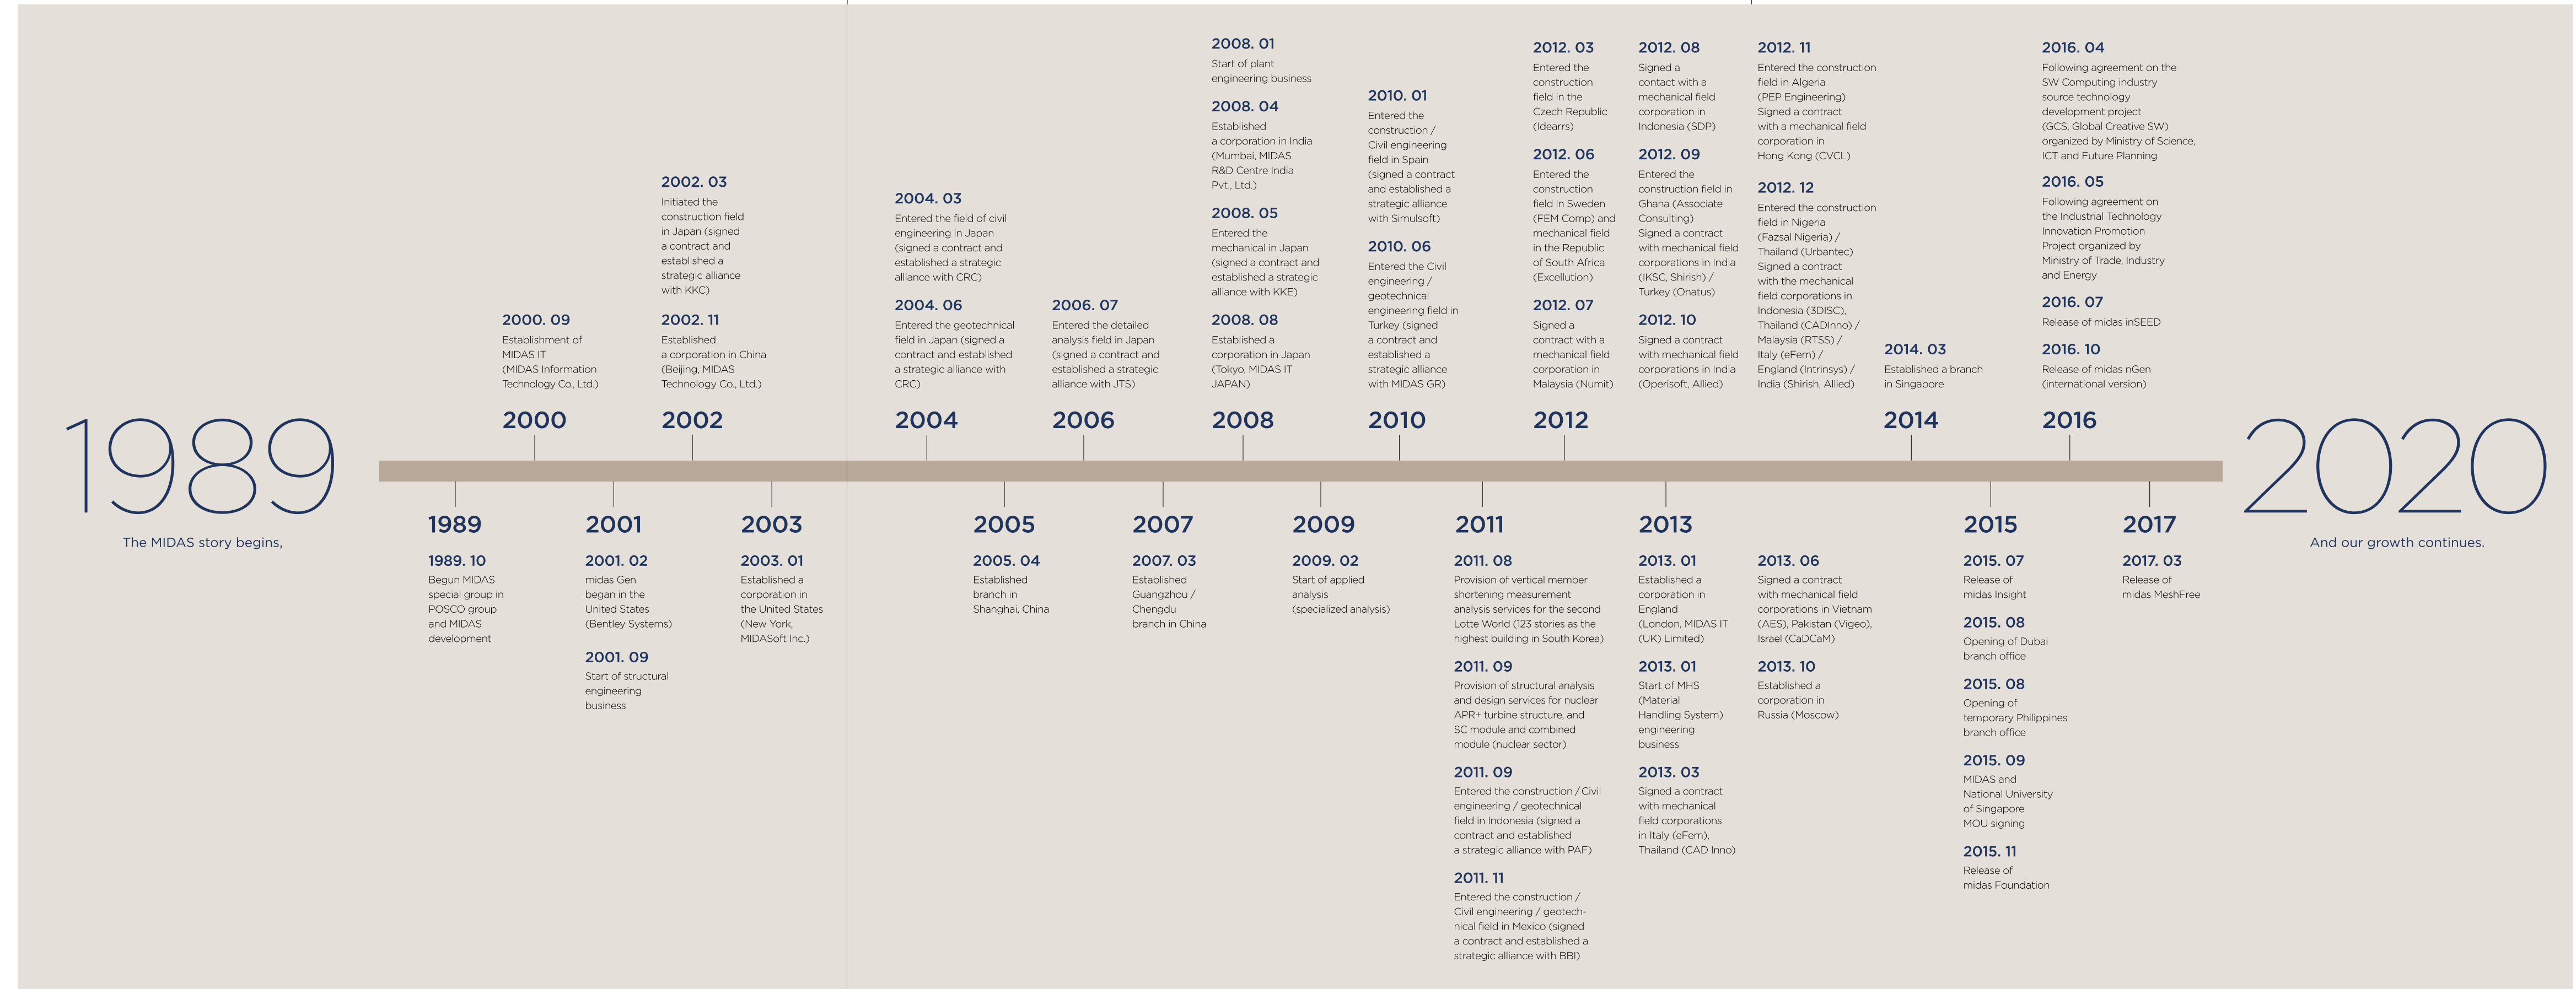 1989
The MIDAS story begins,
1989
1989. 10
Begun MIDAS
special group in
POSCO group
and MIDAS
development
2000. 09
Establishment of
MIDAS IT
(MIDAS Information
Technology Co., Ltd.)
2000
2001
2001. 02
midas Gen
began in the
United States
(Bentley Systems)
2001. 09
Start of structural
engineering
business
2002. 03
Initiated the
construction field
in Japan (signed
a contract and
established a
strategic alliance
with KKC)
2002. 11
Established
a corporation in China
(Beijing, MIDAS
Technology Co., Ltd.)
2002
2003
2003. 01
Established a
corporation in
the United States
(New York,
MIDASoft Inc.)
2004. 03
Entered the field of civil
engineering in Japan
(signed a contract and
established a strategic
alliance with CRC)
2004. 06
Entered the geotechnical
field in Japan (signed a
contract and established
a strategic alliance with
CRC)
2004
2005
2005. 04
Established
branch in
Shanghai, China
2006. 07
Entered the detailed
analysis field in Japan
(signed a contract and
established a strategic
alliance with JTS)
2006
2007
2007. 03
Established
Guangzhou /
Chengdu
branch in China
2008. 01
Start of plant
engineering business
2008. 04
Established
a corporation in India
(Mumbai, MIDAS
R&D Centre India
Pvt., Ltd.)
2008. 05
Entered the
mechanical in Japan
(signed a contract and
established a strategic
alliance with KKE)
2008. 08
Established a
corporation in Japan
(Tokyo, MIDAS IT
JAPAN)
2008
2009
2009. 02
Start of applied
analysis
(specialized analysis)
2010. 01
Entered the
construction /
Civil engineering
field in Spain
(signed a contract
and established a
strategic alliance
with Simulsoft)
2010. 06
Entered the Civil
engineering /
geotechnical
engineering field in
Turkey (signed
a contract and
established a
strategic alliance
with MIDAS GR)
2010
2011
2011. 08
Provision of vertical member
shortening measurement
analysis services for the second
Lotte World (123 stories as the
highest building in South Korea)
2011. 09
Provision of structural analysis
and design services for nuclear
APR+ turbine structure, and
SC module and combined
module (nuclear sector)
2011. 09
Entered the construction / Civil
engineering / geotechnical
field in Indonesia (signed a
contract and established
a strategic alliance with PAF)
2011. 11
Entered the construction /
Civil engineering / geotech-
nical field in Mexico (signed
a contract and established a
strategic alliance with BBI)
2012. 03
Entered the
construction
field in the
Czech Republic
(Idearrs)
2012. 06
Entered the
construction
field in Sweden
(FEM Comp) and
mechanical field
in the Republic
of South Africa
(Excellution)
2012. 07
Signed a
contract with a
mechanical field
corporation in
Malaysia (Numit)
2012
2012. 08
Signed a
contact with a
mechanical field
corporation in
Indonesia (SDP)
2012. 09
Entered the
construction field in
Ghana (Associate
Consulting)
Signed a contract
with mechanical field
corporations in India
(IKSC, Shirish) /
Turkey (Onatus)
2012. 10
Signed a contract
with mechanical field
corporations in India
(Operisoft, Allied)
2012. 11
Entered the construction
field in Algeria
(PEP Engineering)
Signed a contract
with a mechanical field
corporation in
Hong Kong (CVCL)
2012. 12
Entered the construction
field in Nigeria
(Fazsal Nigeria) /
Thailand (Urbantec)
Signed a contract
with the mechanical
field corporations in
Indonesia (3DISC),
Thailand (CADInno) /
Malaysia (RTSS) /
Italy (eFem) /
England (Intrinsys) /
India (Shirish, Allied)
2013
2013. 01
Established a
corporation in
England
(London, MIDAS IT
(UK) Limited)
2013. 01
Start of MHS
(Material
Handling System)
engineering
business
2013. 03
Signed a contract
with mechanical
field corporations
in Italy (eFem),
Thailand (CAD Inno)
2013. 06
Signed a contract
with mechanical field
corporations in Vietnam
(AES), Pakistan (Vigeo),
Israel (CaDCaM)
2013. 10
Established a
corporation in
Russia (Moscow)
2014. 03
Established a branch
in Singapore
2014
2015
2015. 07
Release of
midas Insight
2015. 08
Opening of Dubai
branch office
2015. 08
Opening of
temporary Philippines
branch office
2015. 09
MIDAS and
National University
of Singapore
MOU signing
2015. 11
Release of
midas Foundation
2016. 04
Following agreement on the
SW Computing industry
source technology
development project
(GCS, Global Creative SW)
organized by Ministry of Science,
ICT and Future Planning
2016. 05
Following agreement on
the Industrial Technology
Innovation Promotion
Project organized by
Ministry of Trade, Industry
and Energy
2016. 07
Release of midas inSEED
2016. 10
Release of midas nGen
(international version)
2016
2017
2017. 03
Release of
midas MeshFree
2020
And our growth continues.